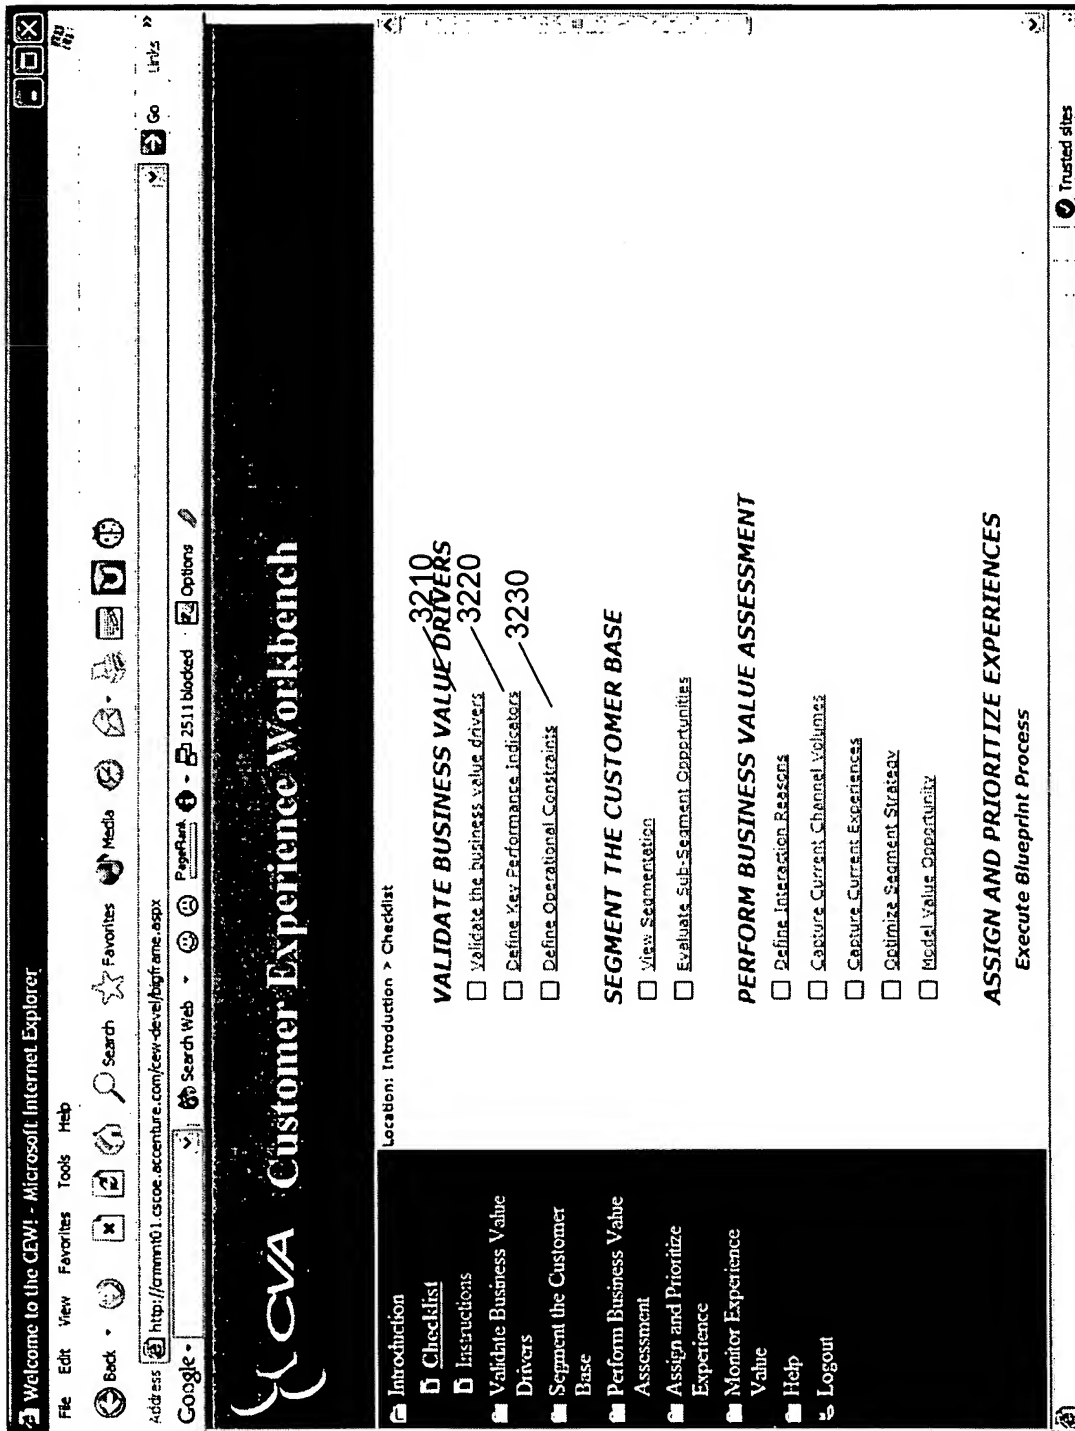 Welcome to the CEW! - Microsoft Internet Explorer
File Edit View Favorites Tools Help
Back Search Favorites Media
Address http://crmmnt01.cscoe.accenture.com/cew-devel/bigframe.aspx Go Links »
Google Search Web PageRank 2511 blocked Options
CVA Customer Experience Workbench
Introduction
Checklist
Instructions
Validate Business Value
Drivers
Segment the Customer
Base
Perform Business Value
Assessment
Assign and Prioritize
Experience
Monitor Experience
Value
Help
Logout
Location: Introduction > Checklist
VALIDATE BUSINESS VALUE DRIVERS
Validate the business value drivers
Define Key Performance Indicators
Define Operational Constraints
3210
3220
3230
SEGMENT THE CUSTOMER BASE
View Segmentation
Evaluate Sub-Segment Opportunities
PERFORM BUSINESS VALUE ASSESSMENT
Define Interaction Reasons
Capture Current Channel Volumes
Capture Current Experiences
Optimize Segment Strategy
Model Value Opportunity
ASSIGN AND PRIORITIZE EXPERIENCES
Execute Blueprint Process
Trusted sites